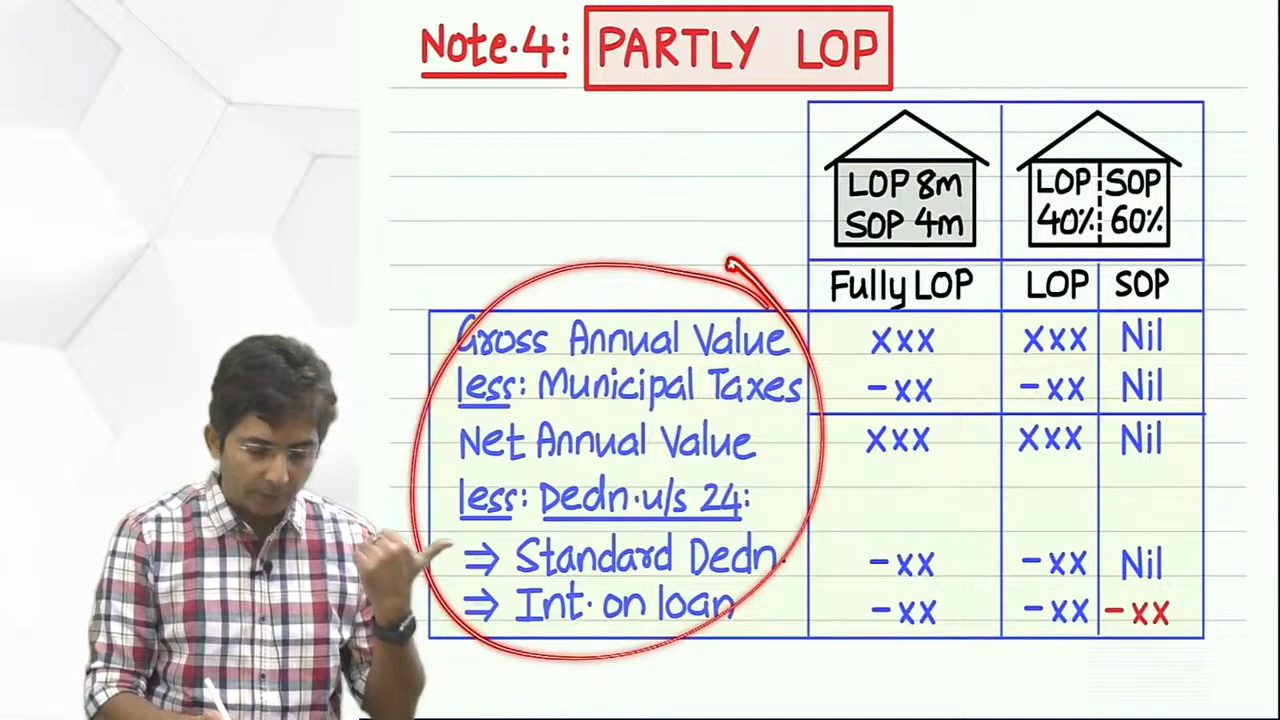 Note.4: PARTLY LOP
LOP 8m
SOP 4m
LOP SOP
40% 60%
Fully LOP LOP SOP
Gross Annual Value xxx xxx Nil
less: Municipal Taxes -xx -xx Nil
Net Annual Value xxx xxx Nil
less: Dedn. u/s 24:
⇒ Standard Dedn. -xx -xx Nil
⇒ Int. on loan -xx -xx -xx